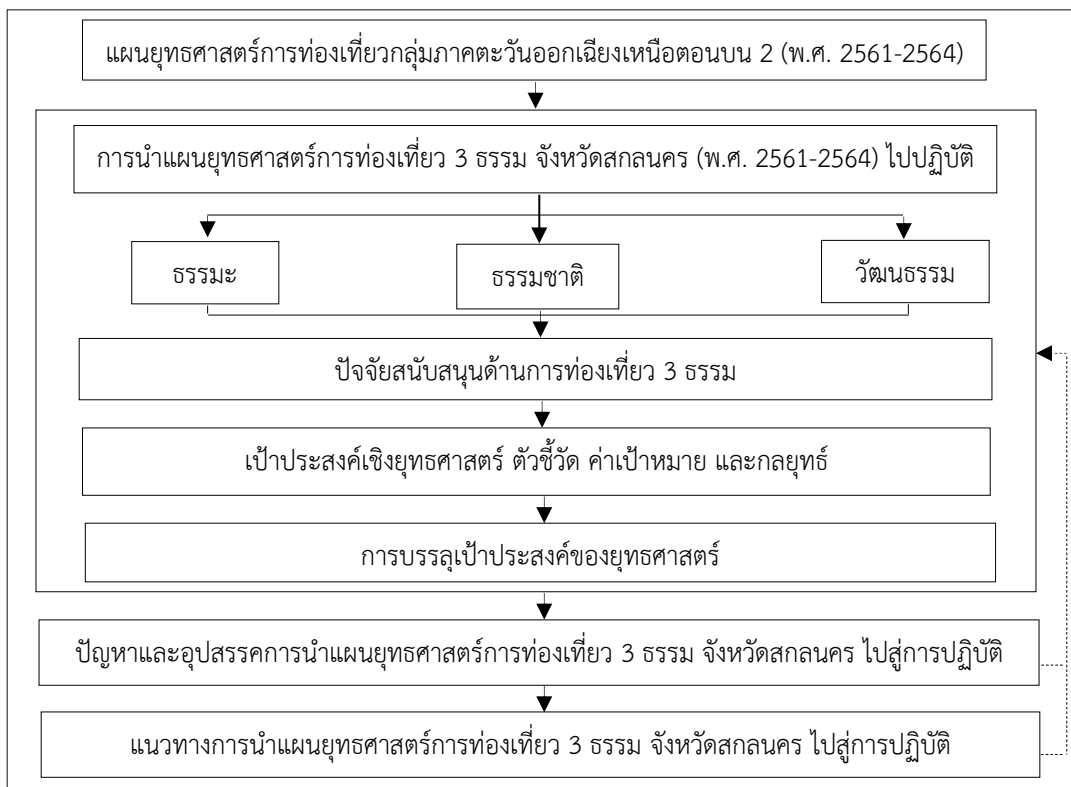 แผนยุทธศาสตร์การท่องเที่ยวกลุ่มภาคตะวันออกเฉียงเหนือตอนบน 2 (พ.ศ. 2561-2564)
การนำแผนยุทธศาสตร์การท่องเที่ยว 3 ธรรม จังหวัดสกลนคร (พ.ศ. 2561-2564) ไปปฏิบัติ
ธรรมะ
ธรรมชาติ
วัฒนธรรม
ปัจจัยสนับสนุนด้านการท่องเที่ยว 3 ธรรม
เป้าประสงค์เชิงยุทธศาสตร์ ตัวชี้วัด ค่าเป้าหมาย และกลยุทธ์
การบรรลุเป้าประสงค์ของยุทธศาสตร์
ปัญหาและอุปสรรคการนำแผนยุทธศาสตร์การท่องเที่ยว 3 ธรรม จังหวัดสกลนคร ไปสู่การปฏิบัติ
แนวทางการนำแผนยุทธศาสตร์การท่องเที่ยว 3 ธรรม จังหวัดสกลนคร ไปสู่การปฏิบัติ